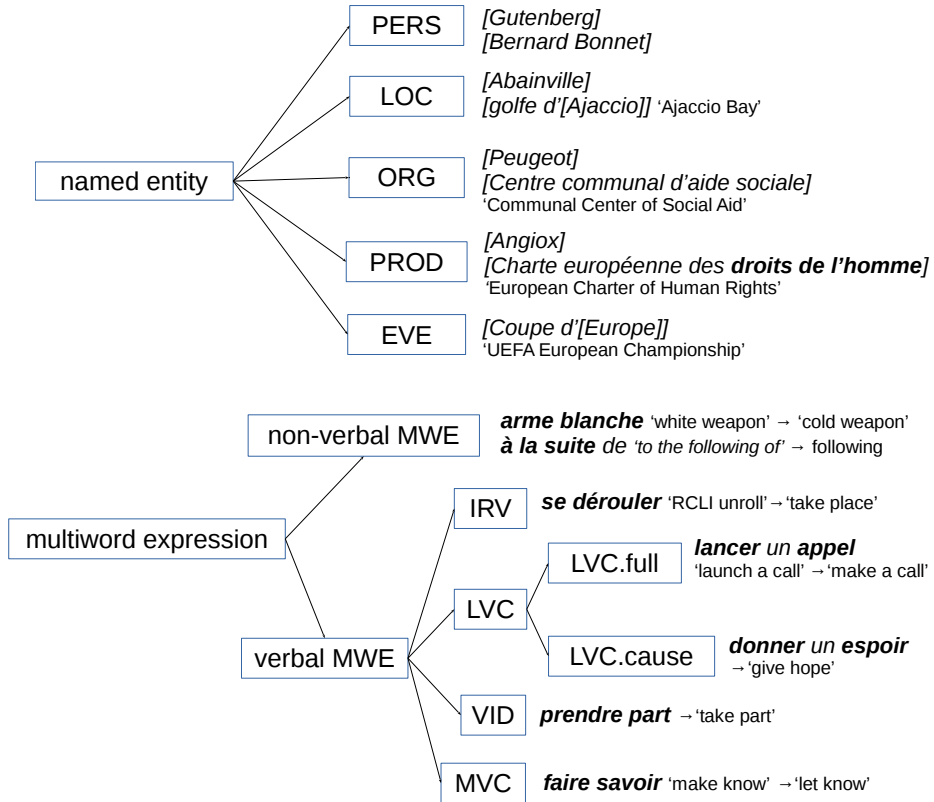 PERS
[Gutenberg]
[Bernard Bonnet]
LOC
[Abainville]
[golfe d'[Ajaccio]] ‘Ajaccio Bay’
named entity
ORG
[Peugeot]
[Centre communal d'aide sociale]
‘Communal Center of Social Aid’
PROD
[Angiox]
[Charte européenne des droits de l’homme]
‘European Charter of Human Rights’
EVE
[Coupe d’[Europe]]
‘UEFA European Championship’
non-verbal MWE
arme blanche ‘white weapon’ → ‘cold weapon’
à la suite de ‘to the following of’ → following
multiword expression
IRV
se dérouler ‘RCLI unroll’→‘take place’
LVC.full
lancer un appel
‘launch a call’ →‘make a call’
LVC
verbal MWE
LVC.cause
donner un espoir
→‘give hope’
VID
prendre part →‘take part’
MVC
faire savoir ‘make know’ →‘let know’